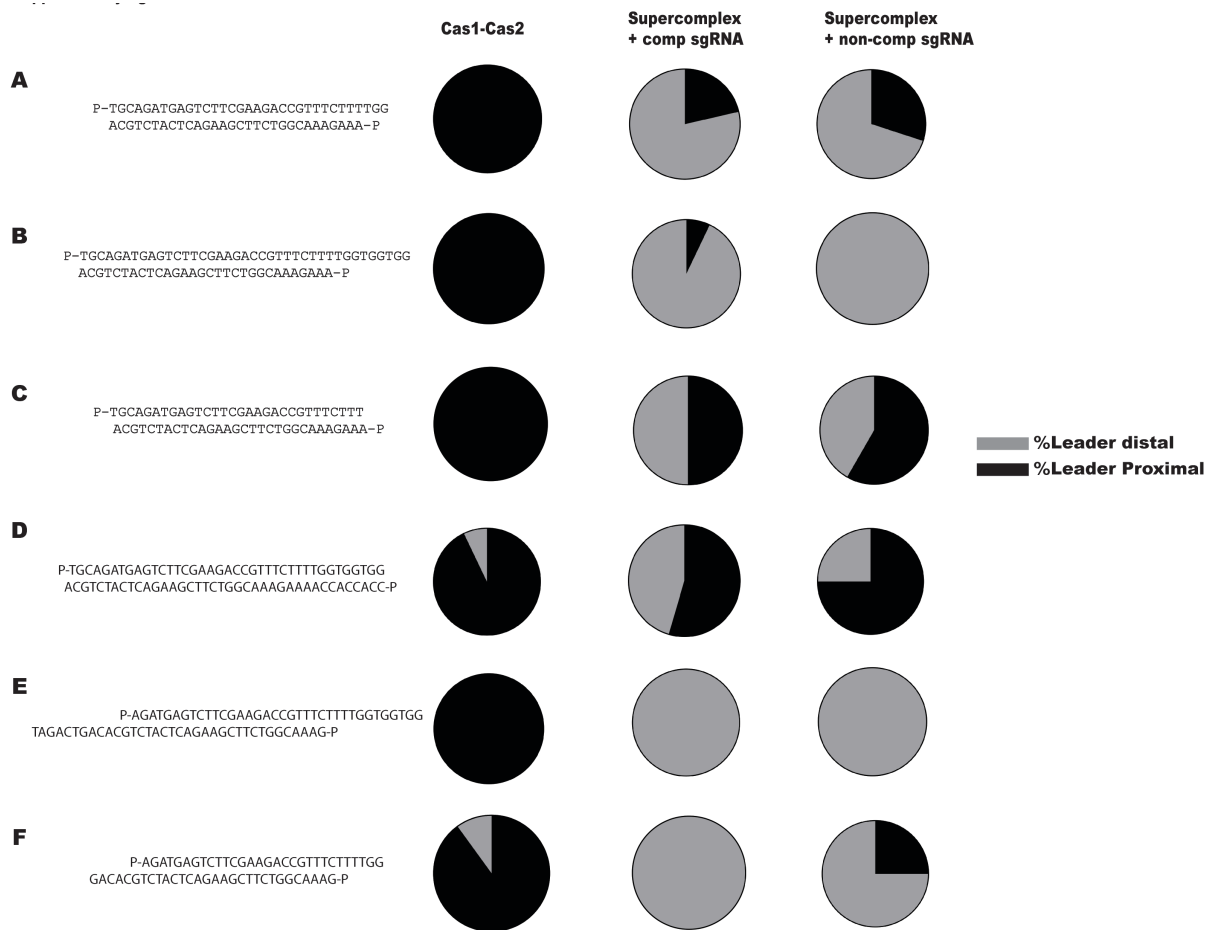 Cas1-Cas2
Supercomplex
+ comp sgRNA
Supercomplex
+ non-comp sgRNA
A
P-TGCAGATGAGTCTTCGAAGACCGTTTCTTTTGG
ACGTCTACTCAGAAGCTTCTGGCAAAGAAA-P
B
P-TGCAGATGAGTCTTCGAAGACCGTTTCTTTTGGTGGTGG
ACGTCTACTCAGAAGCTTCTGGCAAAGAAA-P
C
P-TGCAGATGAGTCTTCGAAGACCGTTTCTTT
ACGTCTACTCAGAAGCTTCTGGCAAAGAAA-P
%Leader distal
%Leader Proximal
D
P-TGCAGATGAGTCTTCGAAGACCGTTTCTTTTGGTGGTGG
ACGTCTACTCAGAAGCTTCTGGCAAAGAAAACCACCACC-P
E
P-AGATGAGTCTTCGAAGACCGTTTCTTTTGGTGGTGG
TAGACTGACACGTCTACTCAGAAGCTTCTGGCAAAG-P
F
P-AGATGAGTCTTCGAAGACCGTTTCTTTTGG
GACACGTCTACTCAGAAGCTTCTGGCAAAG-P